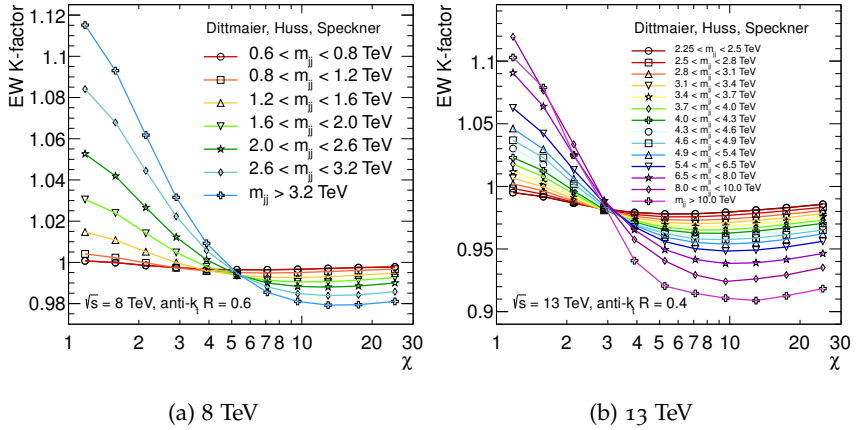 EW K-factor
1.12
1.1
1.08
1.06
1.04
1.02
1
0.98
Dittmaier, Huss, Speckner
0.6 < m_jj < 0.8 TeV
0.8 < m_jj < 1.2 TeV
1.2 < m_jj < 1.6 TeV
1.6 < m_jj < 2.0 TeV
2.0 < m_jj < 2.6 TeV
2.6 < m_jj < 3.2 TeV
m_jj > 3.2 TeV
√s = 8 TeV, anti-k_t R = 0.6
1 2 3 4 5 6 7 8 10 20 30
χ
(a) 8 TeV
EW K-factor
1.1
1.05
1
0.95
0.9
Dittmaier, Huss, Speckner
2.25 < m_jj < 2.5 TeV
2.5 < m_jj < 2.8 TeV
2.8 < m_jj < 3.1 TeV
3.1 < m_jj < 3.4 TeV
3.4 < m_jj < 3.7 TeV
3.7 < m_jj < 4.0 TeV
4.0 < m_jj < 4.3 TeV
4.3 < m_jj < 4.6 TeV
4.6 < m_jj < 4.9 TeV
4.9 < m_jj < 5.4 TeV
5.4 < m_jj < 6.5 TeV
6.5 < m_jj < 8.0 TeV
8.0 < m_jj < 10.0 TeV
m_jj > 10.0 TeV
√s = 13 TeV, anti-k_t R = 0.4
1 2 3 4 5 6 7 8 10 20 30
χ
(b) 13 TeV